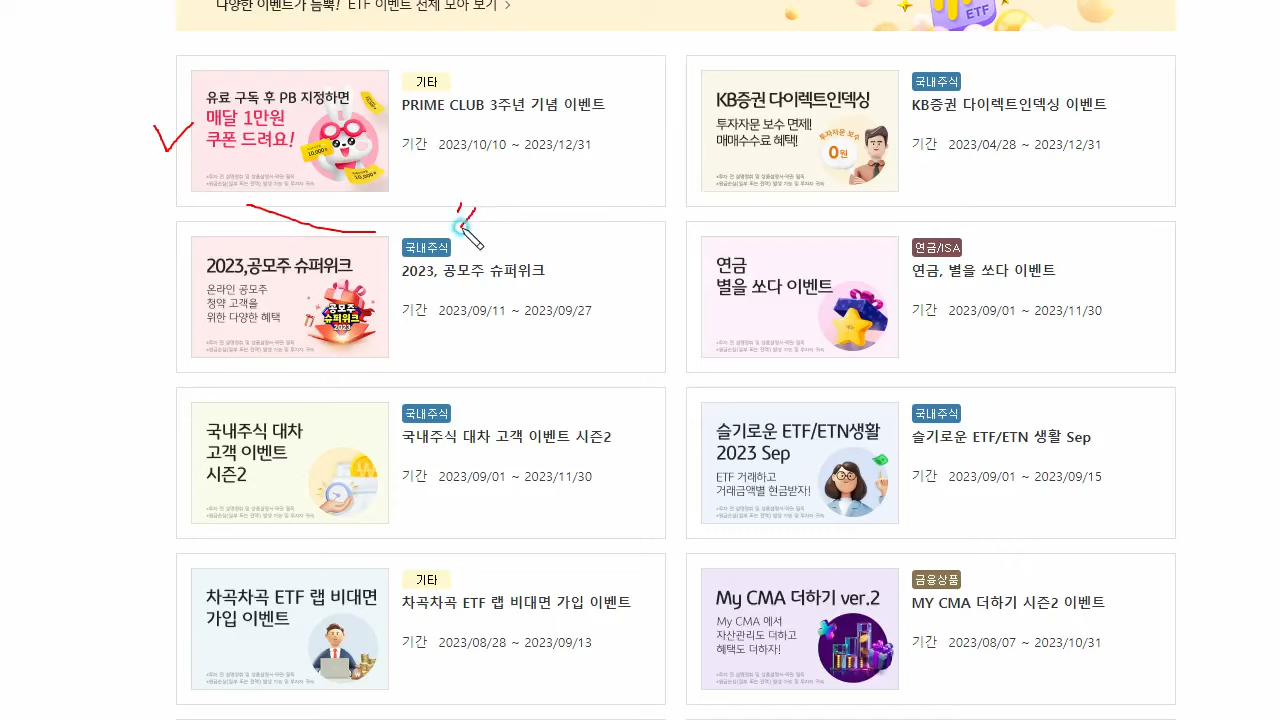 다양한 이벤트가 듬뿍! ETF 이벤트 전체 모아 보기 >
ETF
유료 구독 후 PB 지정하면
매달 1만원
쿠폰 드려요!
기타
PRIME CLUB 3주년 기념 이벤트
기간 2023/10/10 ~ 2023/12/31
KB증권 다이렉트인덱싱
투자자문 보수 면제!
매매수수료 혜택!
투자자문 보수
0원
국내주식
KB증권 다이렉트인덱싱 이벤트
기간 2023/04/28 ~ 2023/12/31
2023,공모주 슈퍼위크
온라인 공모주
청약 고객을
위한 다양한 혜택
공모주
슈퍼위크
2023
국내주식
2023, 공모주 슈퍼위크
기간 2023/09/11 ~ 2023/09/27
연금
별을 쏘다 이벤트
연금/ISA
연금, 별을 쏘다 이벤트
기간 2023/09/01 ~ 2023/11/30
국내주식 대차
고객 이벤트
시즌2
국내주식
국내주식 대차 고객 이벤트 시즌2
기간 2023/09/01 ~ 2023/11/30
슬기로운 ETF/ETN생활
2023 Sep
ETF 거래하고
거래금액별 현금받자!
국내주식
슬기로운 ETF/ETN 생활 Sep
기간 2023/09/01 ~ 2023/09/15
차곡차곡 ETF 랩 비대면
가입 이벤트
기타
차곡차곡 ETF 랩 비대면 가입 이벤트
기간 2023/08/28 ~ 2023/09/13
My CMA 더하기 ver.2
My CMA 에서
자산관리도 더하고
혜택도 더하자!
금융상품
MY CMA 더하기 시즌2 이벤트
기간 2023/08/07 ~ 2023/10/31